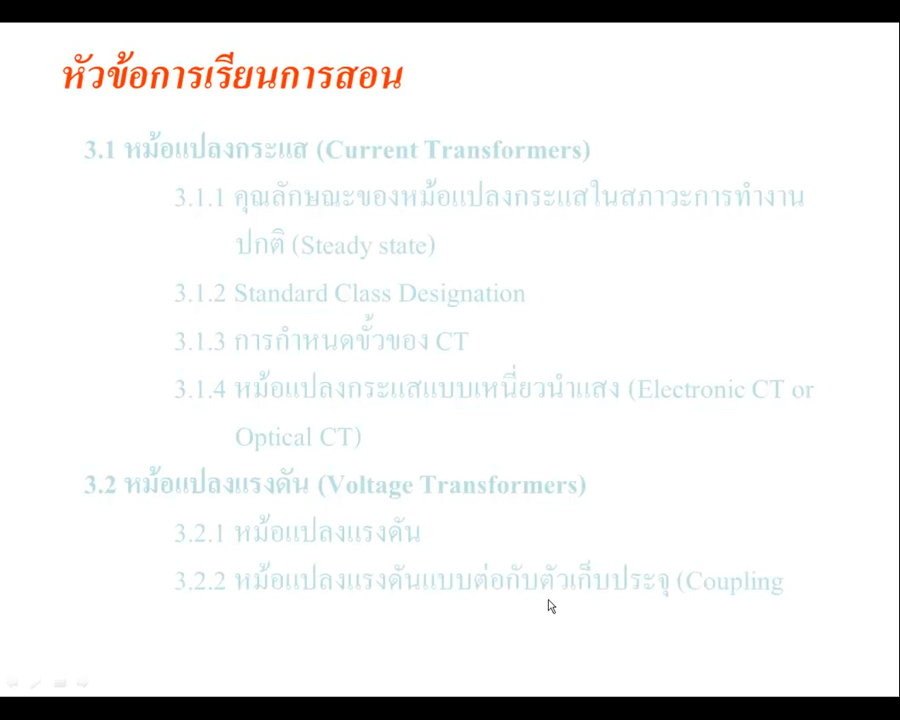 หัวข้อการเรียนการสอน
3.1 หม้อแปลงกระแส (Current Transformers)
3.1.1 คุณลักษณะของหม้อแปลงกระแสในสภาวะการทำงาน
ปกติ (Steady state)
3.1.2 Standard Class Designation
3.1.3 การกำหนดขั้วของ CT
3.1.4 หม้อแปลงกระแสแบบเหนี่ยวนำแสง (Electronic CT or
Optical CT)
3.2 หม้อแปลงแรงดัน (Voltage Transformers)
3.2.1 หม้อแปลงแรงดัน
3.2.2 หม้อแปลงแรงดันแบบต่อกับตัวเก็บประจุ (Coupling